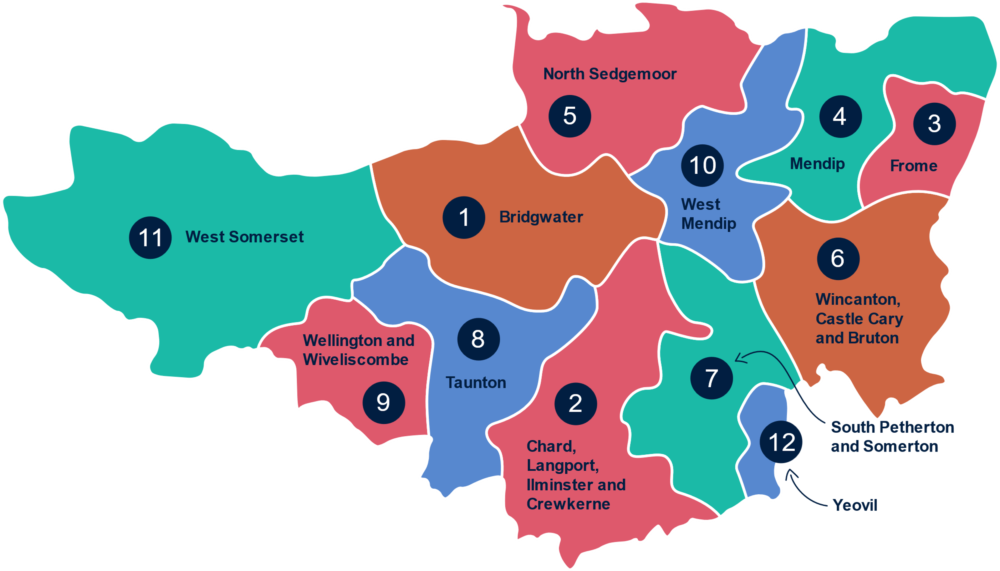 North Sedgemoor
5
4
3
10
Mendip
Frome
West
Mendip
1
Bridgwater
11
West Somerset
6
Wincanton,
Castle Cary
and Bruton
Wellington and
Wiveliscombe
8
9
Taunton
7
2
Chard,
Langport,
Ilminster and
Crewkerne
12
South Petherton
and Somerton
Yeovil